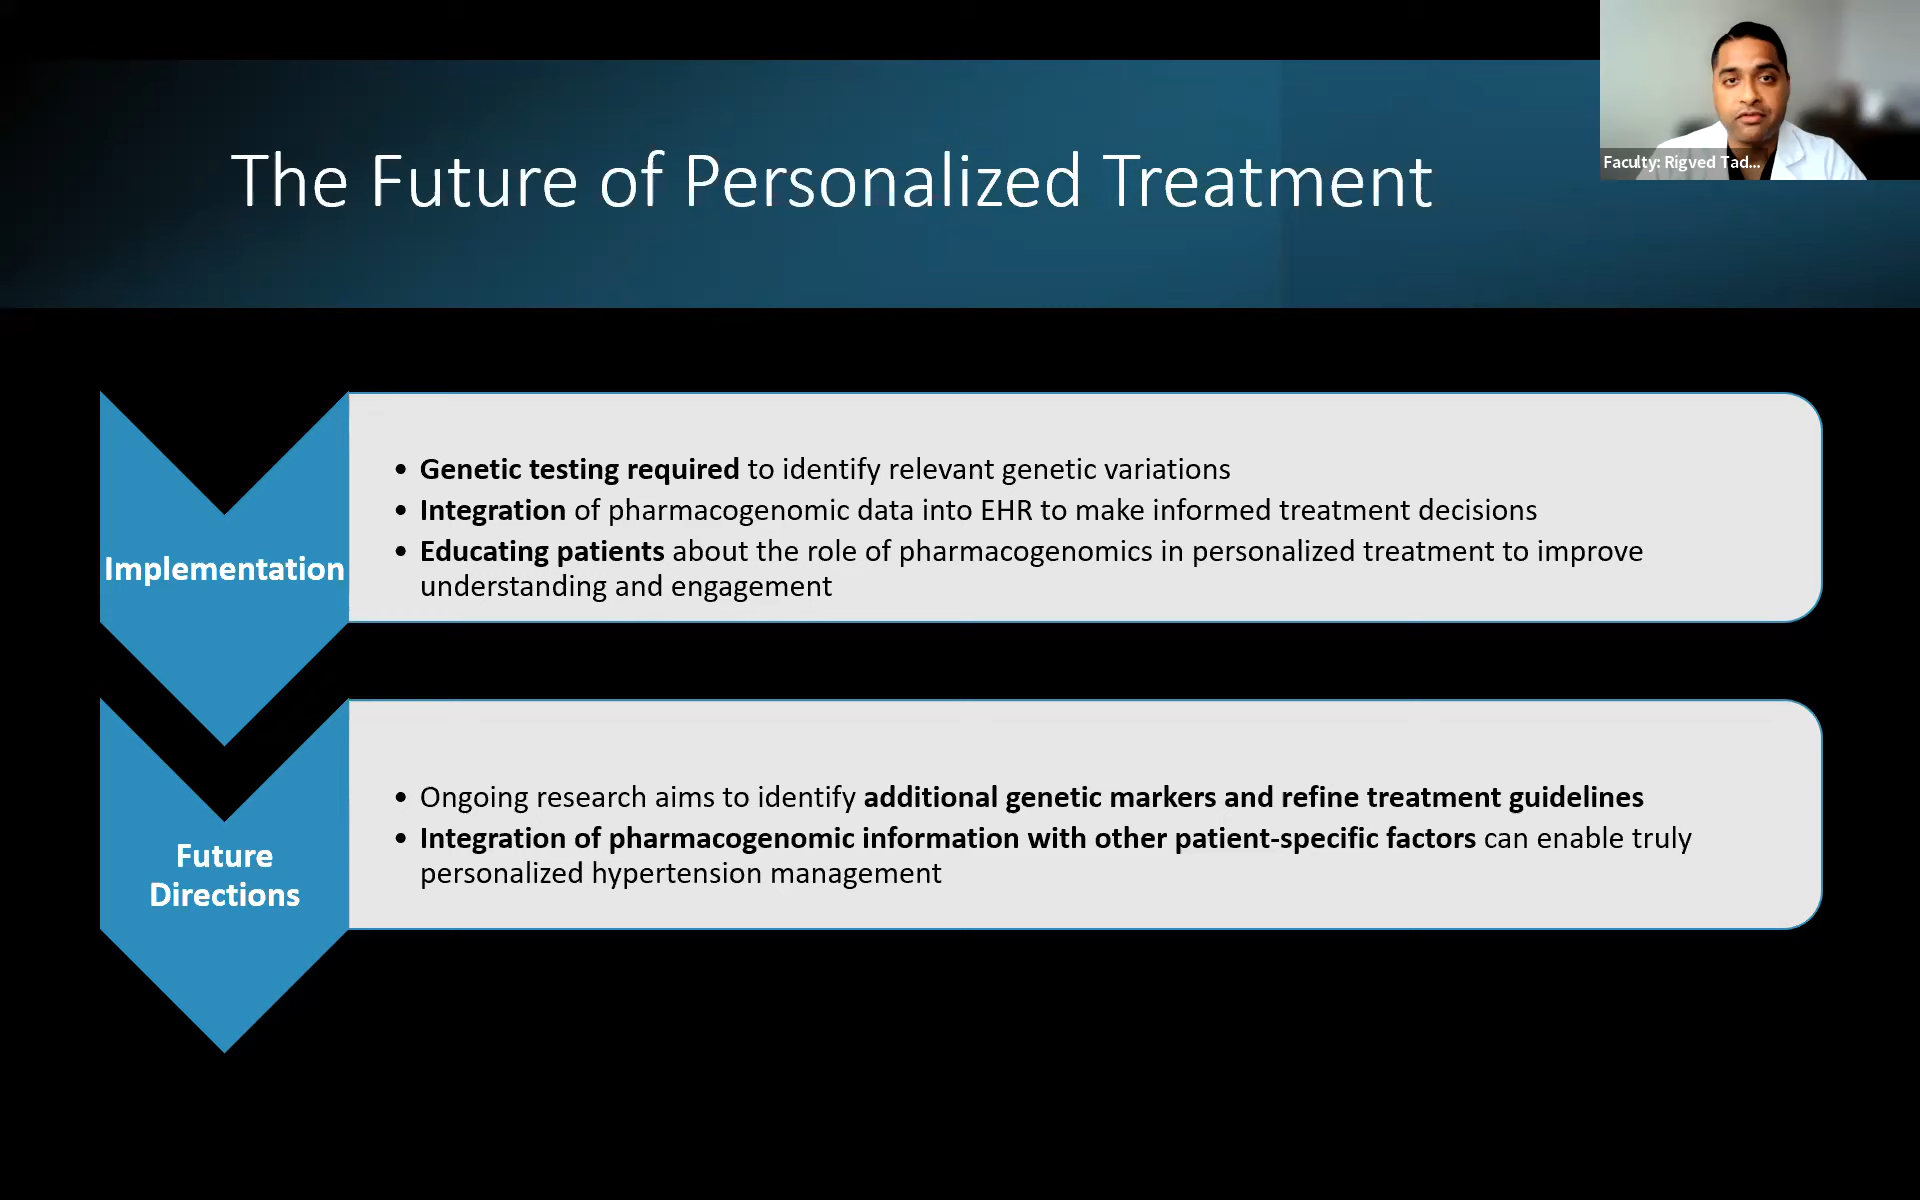 The Future of Personalized Treatment
Faculty: Rigved Tad...
Implementation
• Genetic testing required to identify relevant genetic variations
• Integration of pharmacogenomic data into EHR to make informed treatment decisions
• Educating patients about the role of pharmacogenomics in personalized treatment to improve
understanding and engagement
Future
Directions
• Ongoing research aims to identify additional genetic markers and refine treatment guidelines
• Integration of pharmacogenomic information with other patient-specific factors can enable truly
personalized hypertension management